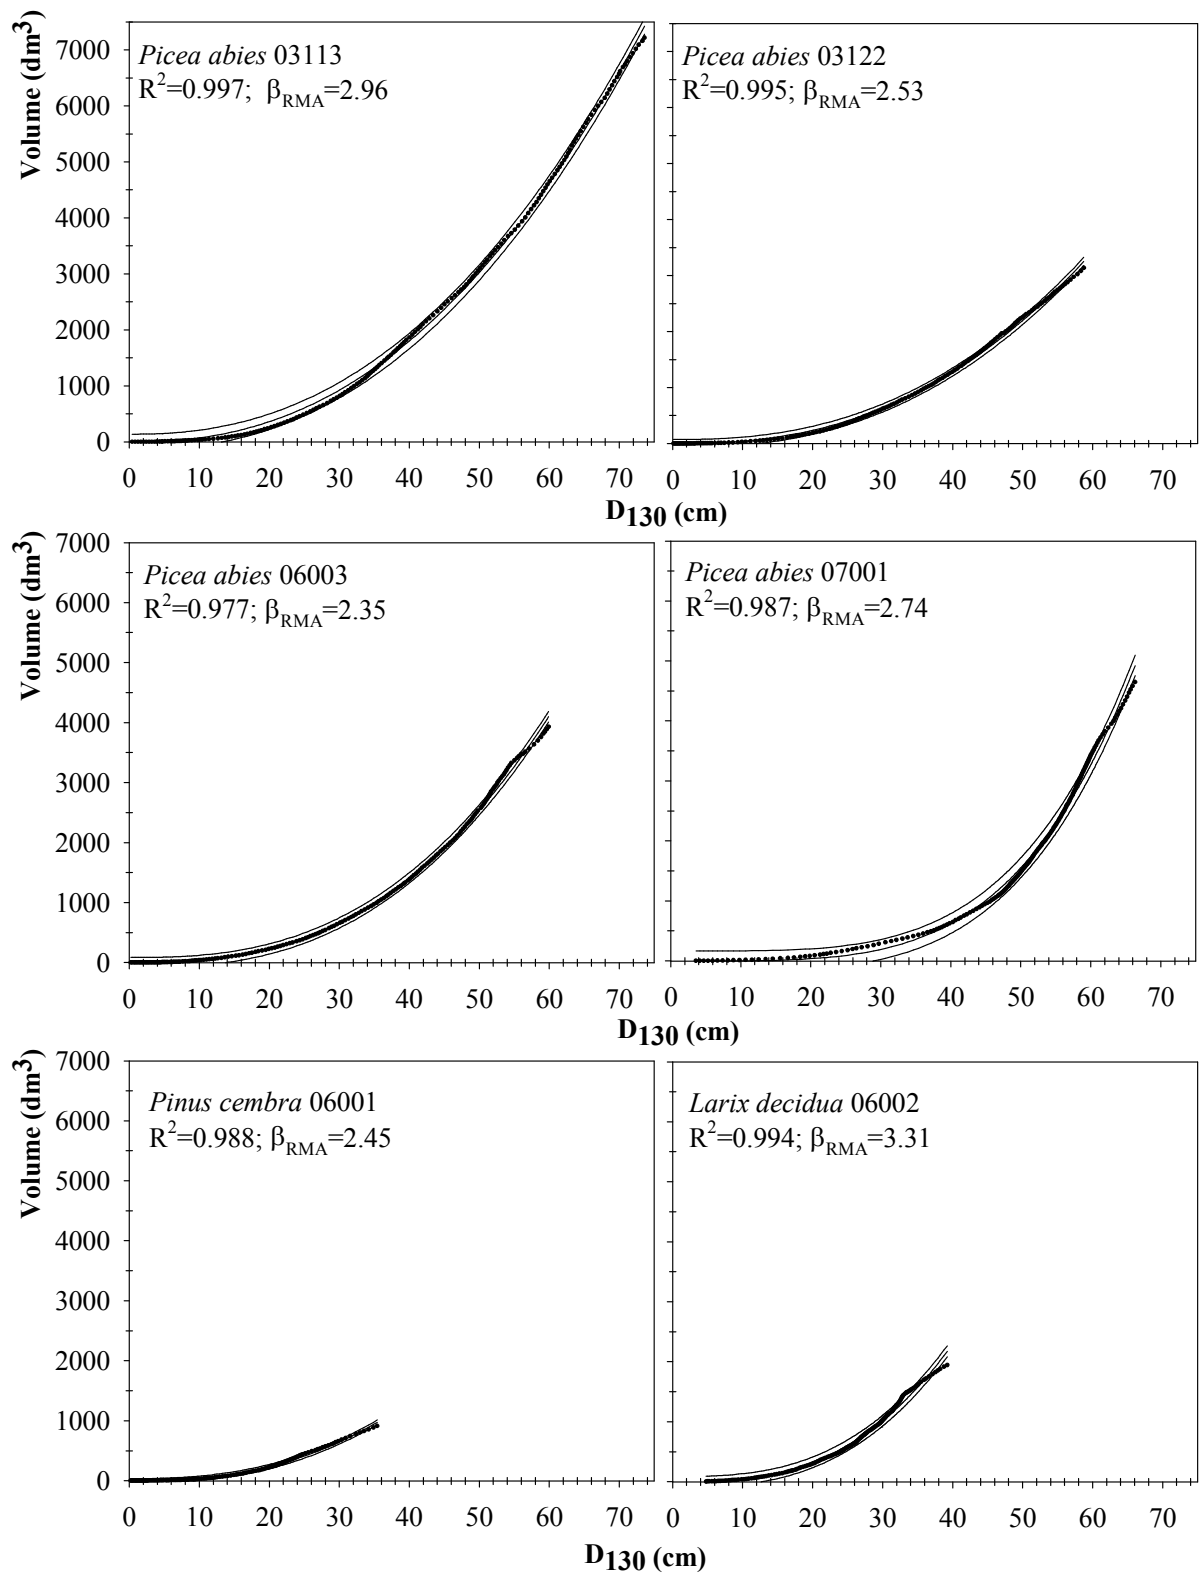 Volume (dm³)
7000
6000
5000
4000
3000
2000
1000
0
Picea abies 03113
R²=0.997; β_RMA=2.96
Picea abies 03122
R²=0.995; β_RMA=2.53
0 10 20 30 40 50 60 70
0 10 20 30 40 50 60 70
D130 (cm)
Volume (dm³)
7000
6000
5000
4000
3000
2000
1000
0
Picea abies 06003
R²=0.977; β_RMA=2.35
Picea abies 07001
R²=0.987; β_RMA=2.74
0 10 20 30 40 50 60 70
0 10 20 30 40 50 60 70
D130 (cm)
Volume (dm³)
7000
6000
5000
4000
3000
2000
1000
0
Pinus cembra 06001
R²=0.988; β_RMA=2.45
Larix decidua 06002
R²=0.994; β_RMA=3.31
0 10 20 30 40 50 60 70
0 10 20 30 40 50 60 70
D130 (cm)